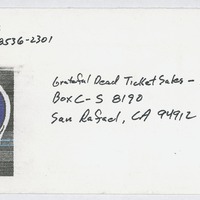 8536-2301
Grateful Dead Ticket Sales -
Box C-S 8190
San Rafael, CA 94912